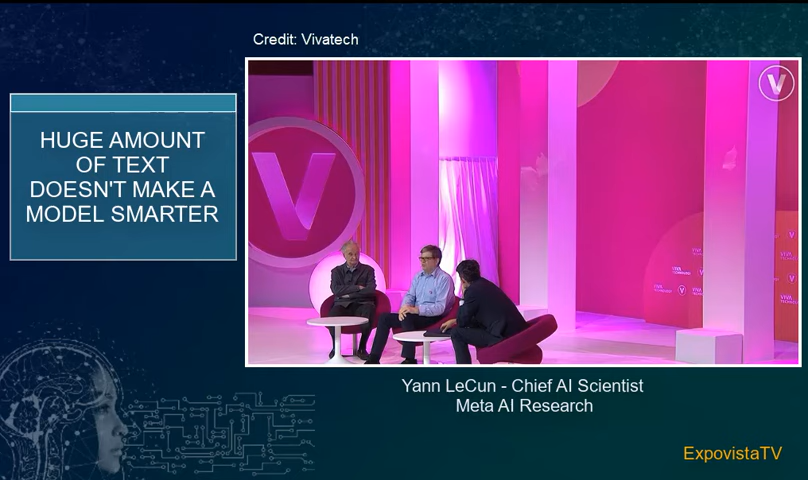 Credit: Vivatech
HUGE AMOUNT
OF TEXT
DOESN'T MAKE A
MODEL SMARTER
V
V
Yann LeCun - Chief AI Scientist
Meta AI Research
ExpovistaTV